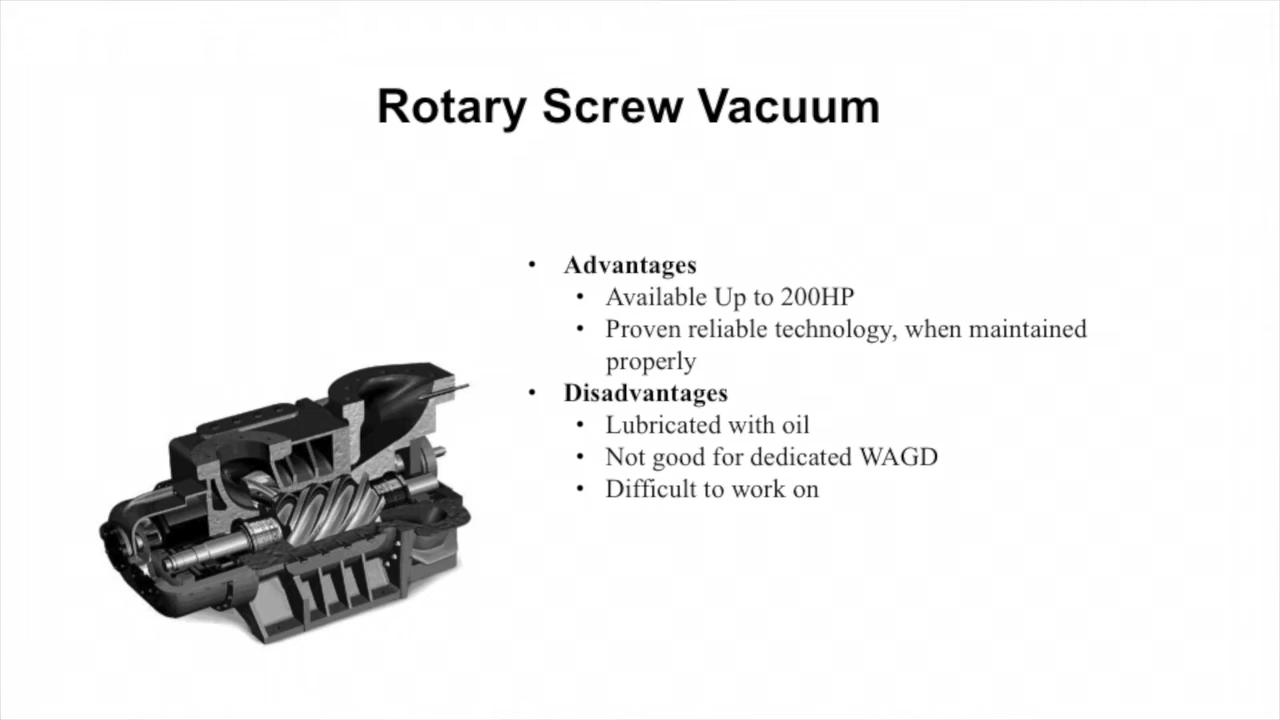 Rotary Screw Vacuum
• Advantages
• Available Up to 200HP
• Proven reliable technology, when maintained
properly
• Disadvantages
• Lubricated with oil
• Not good for dedicated WAGD
• Difficult to work on